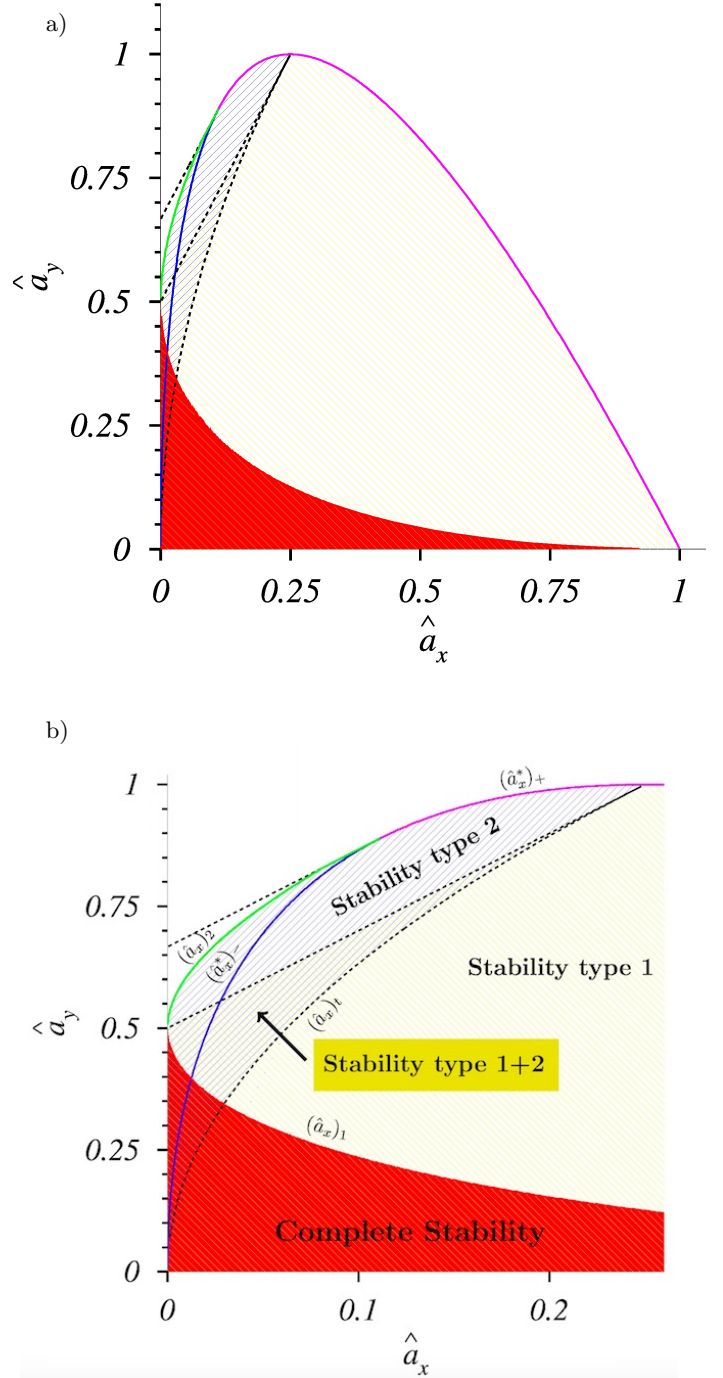 a)
1
0.75
0.5
0.25
0
â_y
0 0.25 0.5 0.75 1
â_x
b)
(â*_x)_+
1
Stability type 2
0.75
(â_x)_2
(â*_x)_−
Stability type 1
â_y
0.5
(â_x)_t
Stability type 1+2
0.25
(â_x)_1
Complete Stability
0
0 0.1 0.2
â_x